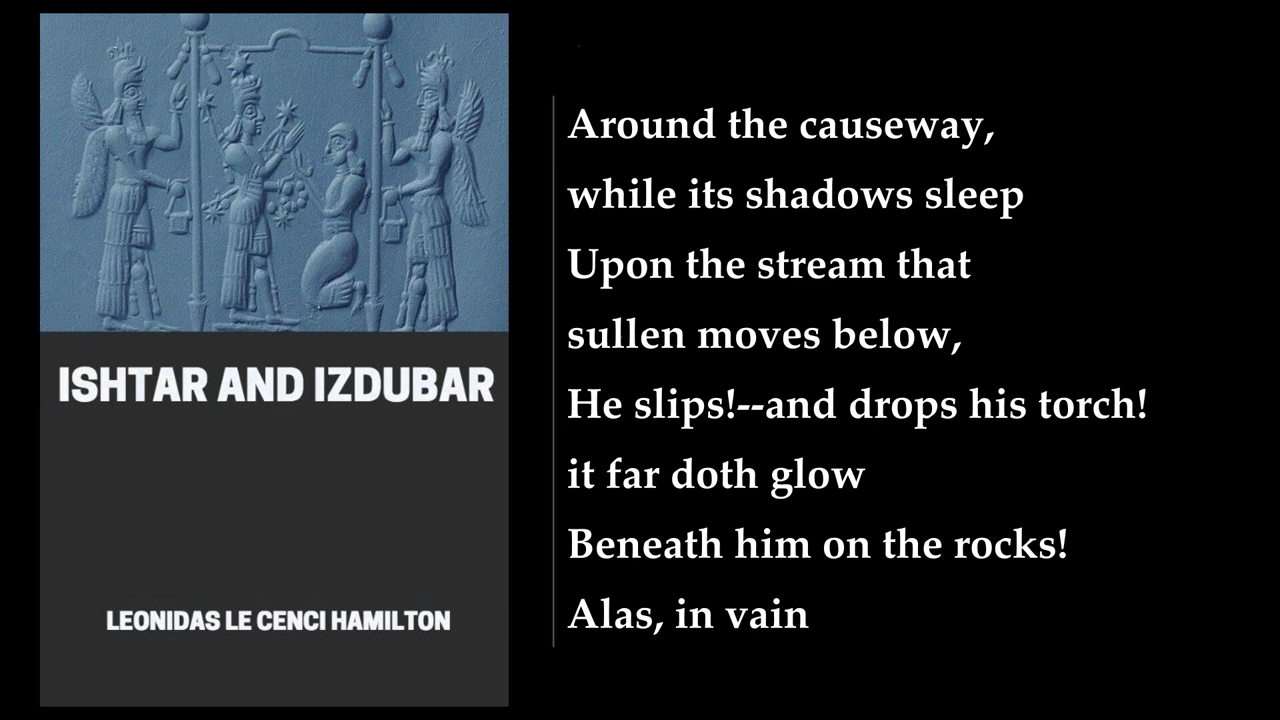 ISHTAR AND IZDUBAR
LEONIDAS LE CENCI HAMILTON
Around the causeway,
while its shadows sleep
Upon the stream that
sullen moves below,
He slips!--and drops his torch!
it far doth glow
Beneath him on the rocks!
Alas, in vain